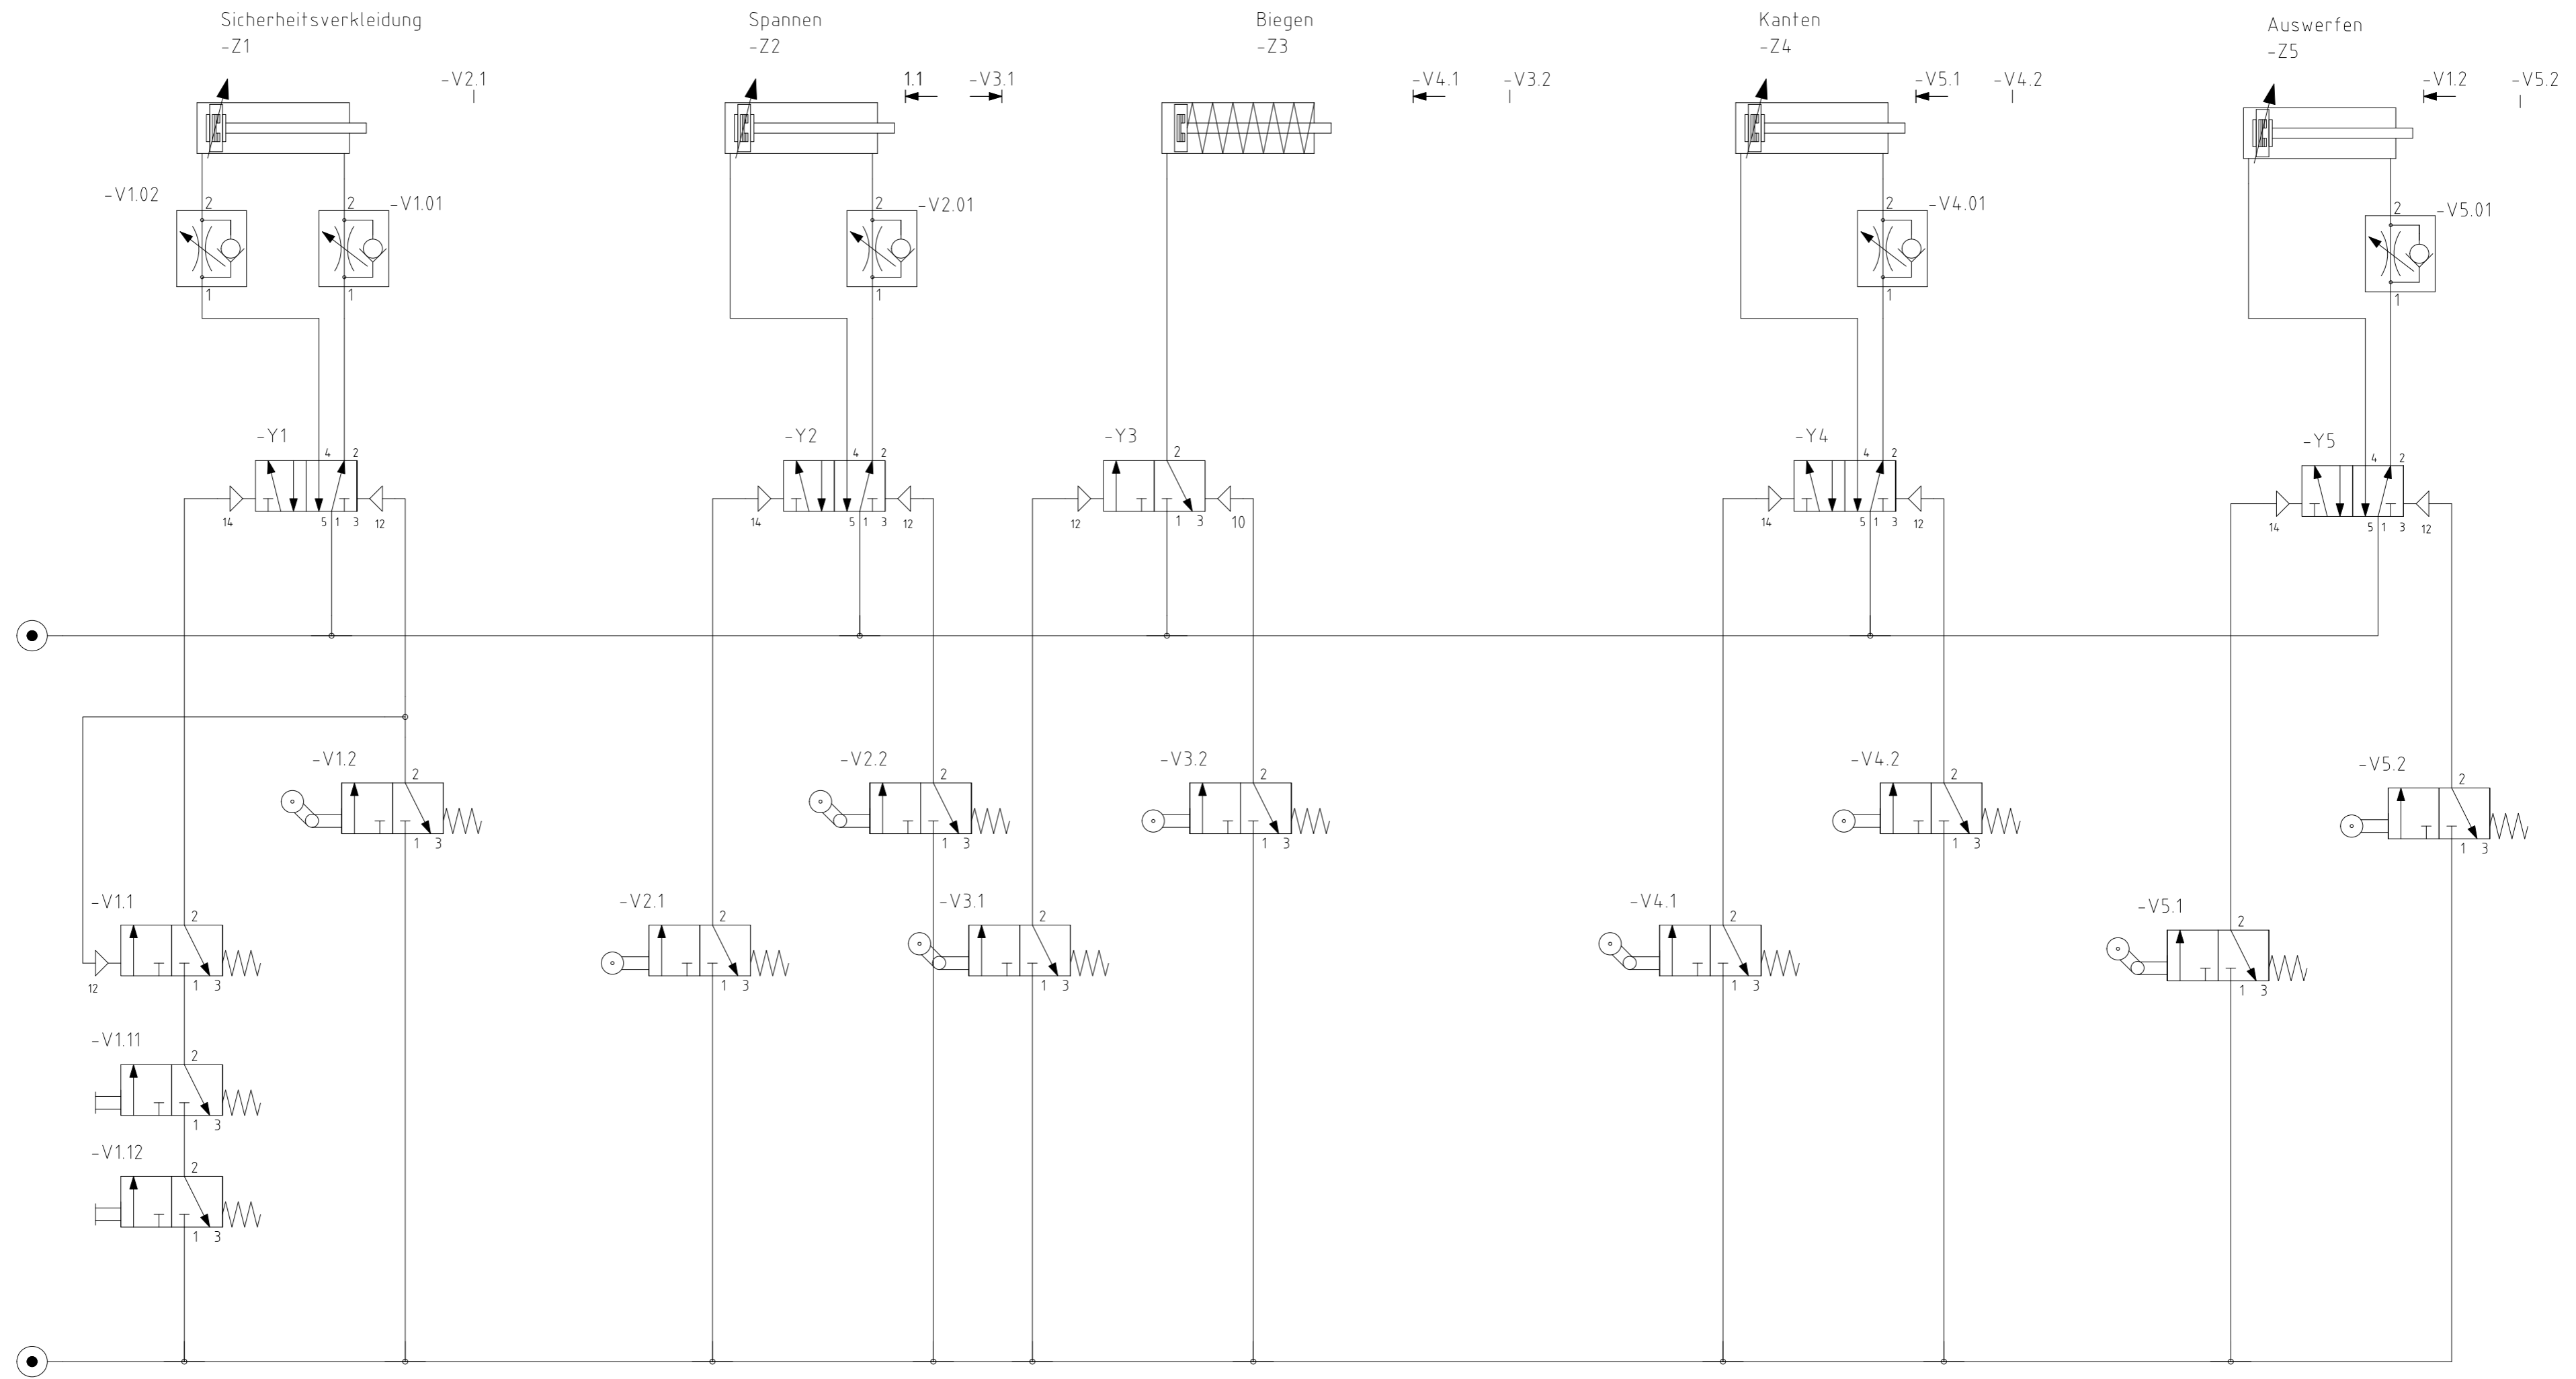 Sicherheitsverkleidung
-Z1
-V2.1
Spannen
-Z2
1.1
-V3.1
Biegen
-Z3
-V4.1
-V3.2
Kanten
-Z4
-V5.1
-V4.2
Auswerfen
-Z5
-V1.2
-V5.2
-V1.02
2
1
-V1.01
2
1
-V2.01
2
1
-V4.01
2
1
-V5.01
2
1
-Y1
4 2
14 5 1 3 12
-Y2
4 2
14 5 1 3 12
-Y3
2
12 1 3 10
-Y4
4 2
14 5 1 3 12
-Y5
4 2
14 5 1 3 12
-V1.2
2
1 3
-V2.2
2
1 3
-V3.2
2
1 3
-V4.2
2
1 3
-V5.2
2
1 3
-V1.1
2
12 1 3
-V2.1
2
1 3
-V3.1
2
1 3
-V4.1
2
1 3
-V5.1
2
1 3
-V1.11
2
1 3
-V1.12
2
1 3